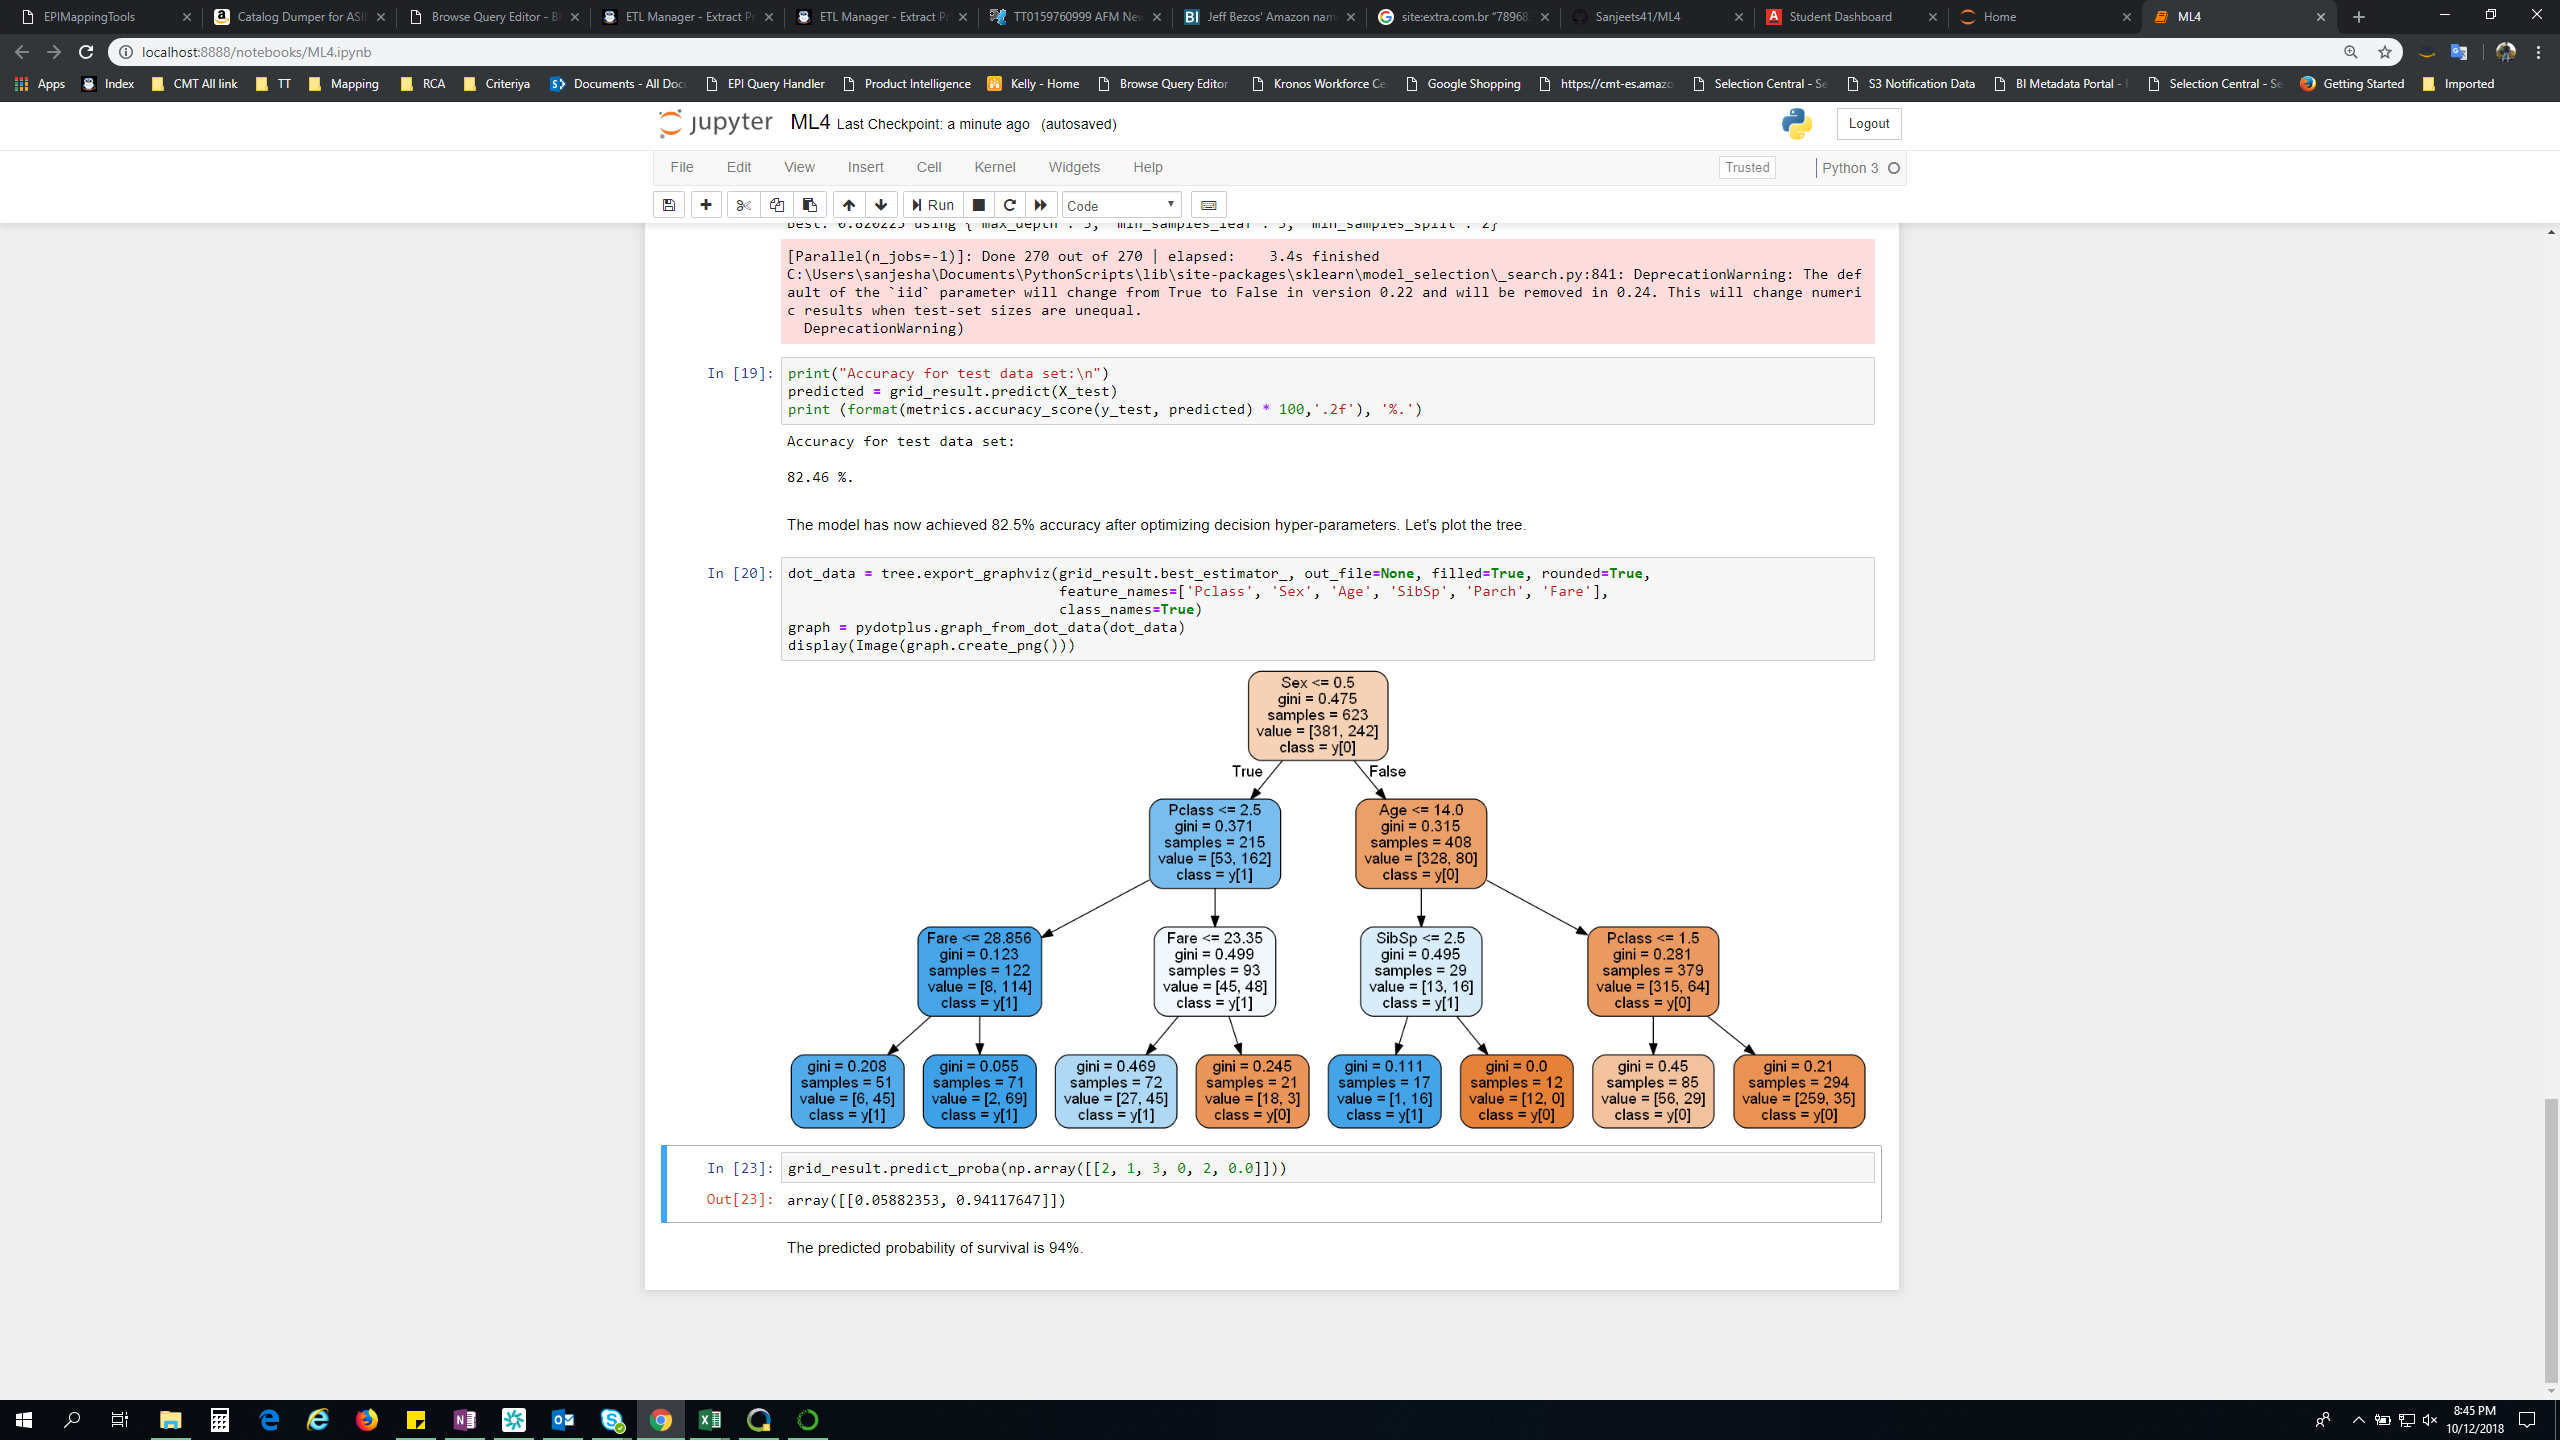 EPIMappingTools
Catalog Dumper for ASI
Browse Query Editor - B
ETL Manager - Extract P
ETL Manager - Extract P
TT0159760999 AFM Ne
Jeff Bezos' Amazon nam
site:extra.com.br "78968
Sanjeets41/ML4
Student Dashboard
Home
ML4
localhost:8888/notebooks/ML4.ipynb
Apps Index CMT All link TT Mapping RCA Criteriya Documents - All Doc EPI Query Handler Product Intelligence Kelly - Home Browse Query Editor Kronos Workforce Ce Google Shopping https://cmt-es.amazo Selection Central - Se S3 Notification Data BI Metadata Portal - Selection Central - Se Getting Started Imported
jupyter ML4 Last Checkpoint: a minute ago (autosaved)
Logout
File Edit View Insert Cell Kernel Widgets Help
Trusted Python 3
Run Code
Best: 0.820225 using {'max_depth': 3, 'min_samples_leaf': 5, 'min_samples_split': 2}
[Parallel(n_jobs=-1)]: Done 270 out of 270 | elapsed:    3.4s finished
C:\Users\sanjesha\Documents\PythonScripts\lib\site-packages\sklearn\model_selection\_search.py:841: DeprecationWarning: The def
ault of the `iid` parameter will change from True to False in version 0.22 and will be removed in 0.24. This will change numeri
c results when test-set sizes are unequal.
  DeprecationWarning)
In [19]:
print("Accuracy for test data set:\n")
predicted = grid_result.predict(X_test)
print (format(metrics.accuracy_score(y_test, predicted) * 100,'.2f'), '%.')
Accuracy for test data set:
82.46 %.
The model has now achieved 82.5% accuracy after optimizing decision hyper-parameters. Let's plot the tree.
In [20]:
dot_data = tree.export_graphviz(grid_result.best_estimator_, out_file=None, filled=True, rounded=True,
feature_names=['Pclass', 'Sex', 'Age', 'SibSp', 'Parch', 'Fare'],
class_names=True)
graph = pydotplus.graph_from_dot_data(dot_data)
display(Image(graph.create_png()))
Sex <= 0.5
gini = 0.475
samples = 623
value = [381, 242]
class = y[0]
True
False
Pclass <= 2.5
gini = 0.371
samples = 215
value = [53, 162]
class = y[1]
Age <= 14.0
gini = 0.315
samples = 408
value = [328, 80]
class = y[0]
Fare <= 28.856
gini = 0.123
samples = 122
value = [8, 114]
class = y[1]
Fare <= 23.35
gini = 0.499
samples = 93
value = [45, 48]
class = y[1]
SibSp <= 2.5
gini = 0.495
samples = 29
value = [13, 16]
class = y[1]
Pclass <= 1.5
gini = 0.281
samples = 379
value = [315, 64]
class = y[0]
gini = 0.208
samples = 51
value = [6, 45]
class = y[1]
gini = 0.055
samples = 71
value = [2, 69]
class = y[1]
gini = 0.469
samples = 72
value = [27, 45]
class = y[1]
gini = 0.245
samples = 21
value = [18, 3]
class = y[0]
gini = 0.111
samples = 17
value = [1, 16]
class = y[1]
gini = 0.0
samples = 12
value = [12, 0]
class = y[0]
gini = 0.45
samples = 85
value = [56, 29]
class = y[0]
gini = 0.21
samples = 294
value = [259, 35]
class = y[0]
In [23]:
grid_result.predict_proba(np.array([[2, 1, 3, 0, 2, 0.0]]))
Out[23]:
array([[0.05882353, 0.94117647]])
The predicted probability of survival is 94%.
8:45 PM
10/12/2018